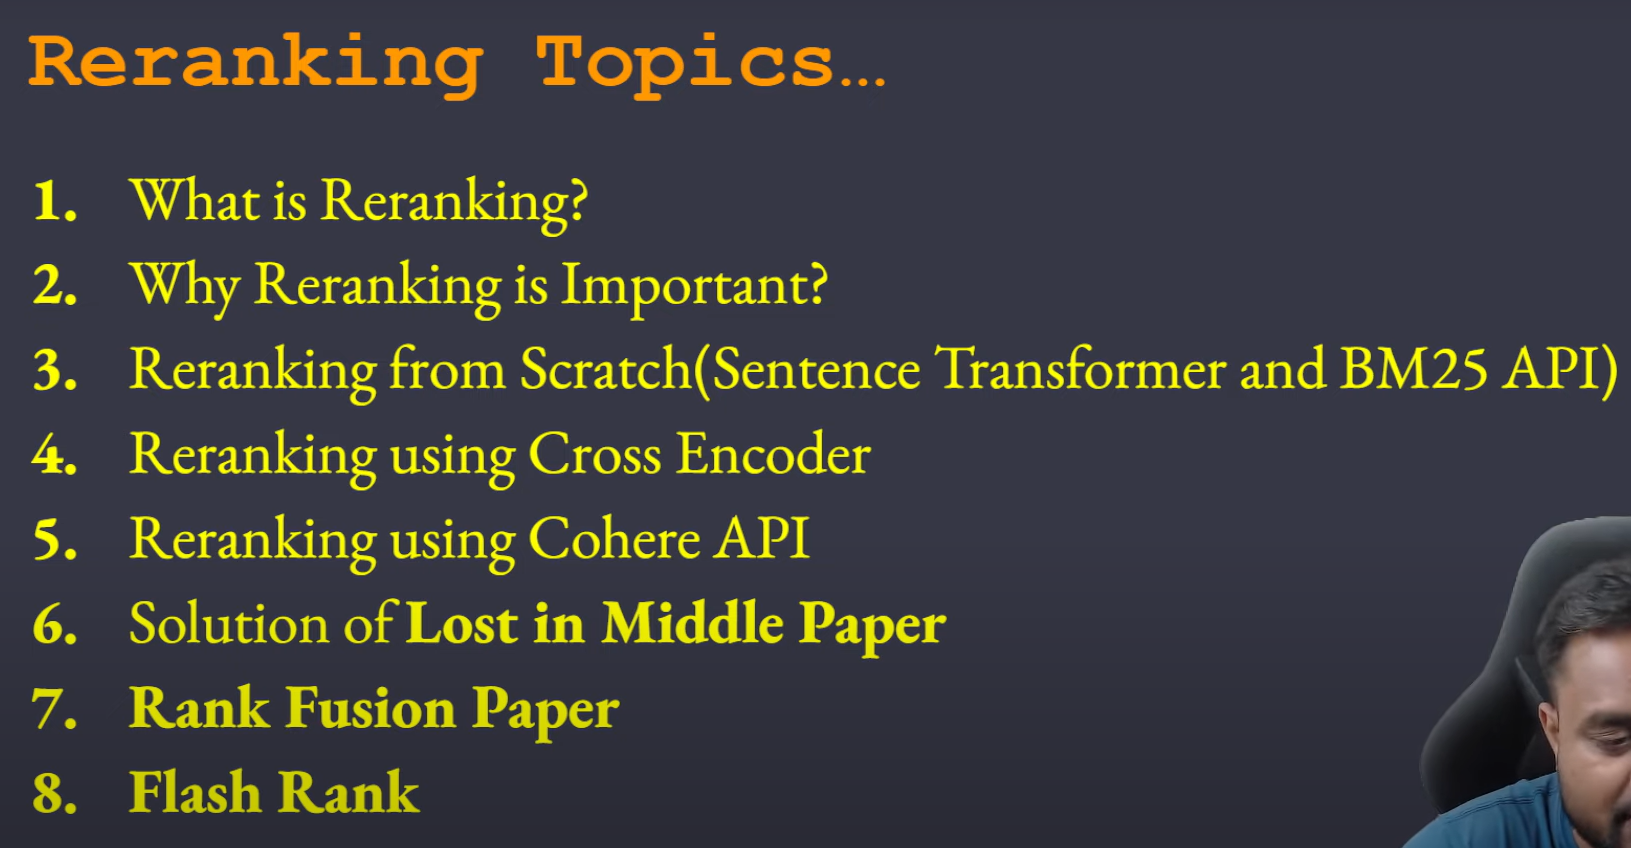 Reranking Topics…
1. What is Reranking?
2. Why Reranking is Important?
3. Reranking from Scratch(Sentence Transformer and BM25 API)
4. Reranking using Cross Encoder
5. Reranking using Cohere API
6. Solution of Lost in Middle Paper
7. Rank Fusion Paper
8. Flash Rank